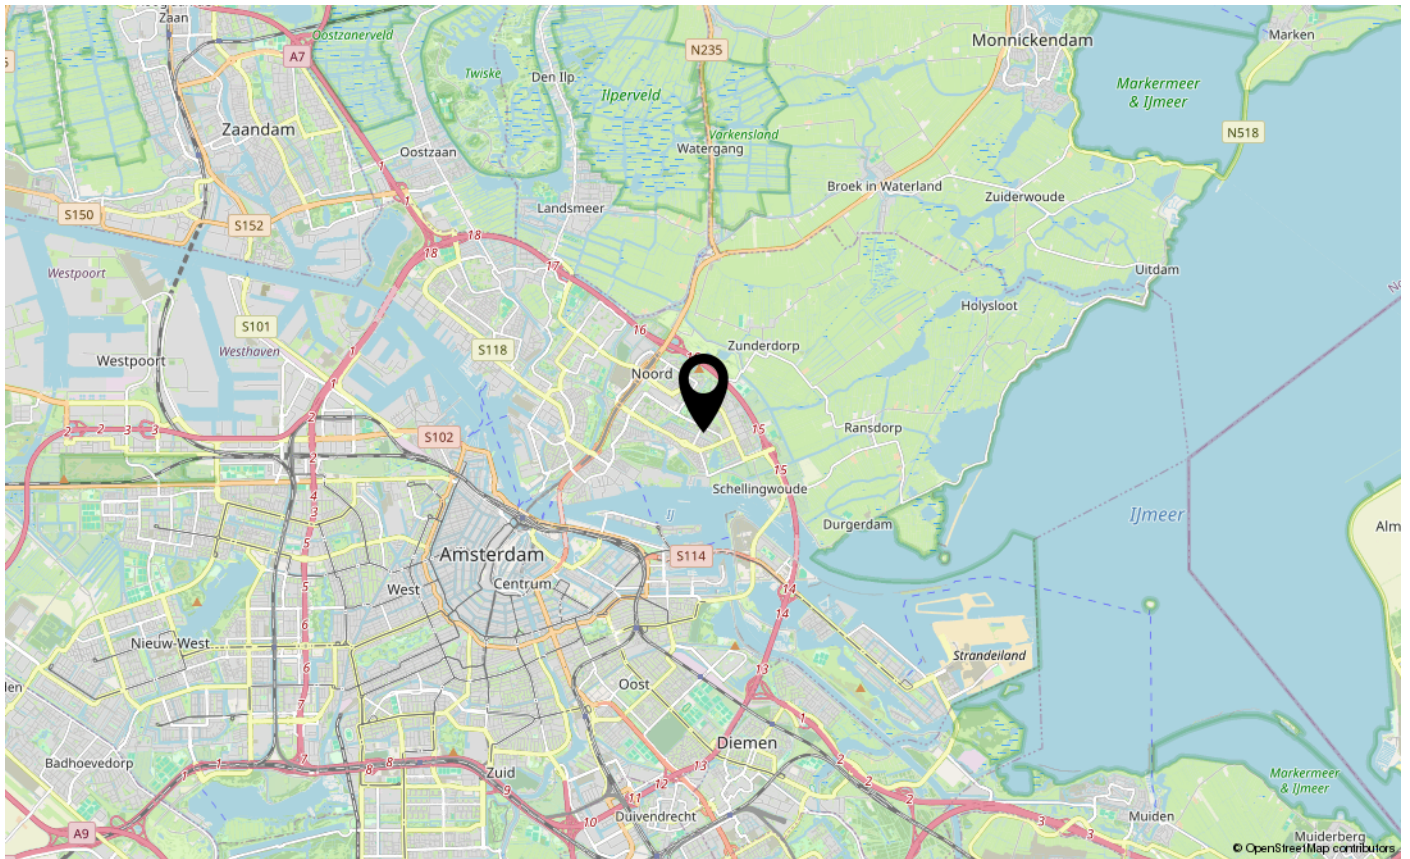 Zaan
Oostzanerveld
A7
Twiske
Den Ilp
N235
Ilperveld
Monnickendam
Marken
Markermeer
& IJmeer
N518
Zaandam
Oostzaan
1
Varkensland
Watergang
Broek in Waterland
Zuiderwoude
S150
S152
1
Landsmeer
18
18
17
Westpoort
Uitdam
Holysloot
S101
Westhaven
16
S118
Zunderdorp
Westpoort
1
1
Noord
2
2
3
3
2
S102
15
Ransdorp
2
15
4
3
Schellingwoude
IJ
IJmeer
Durgerdam
Alm
5
Amsterdam
S114
West
Centrum
5
14
14
6
Nieuw-West
6
Strandeiland
13
Oost
7
1
Diemen
Badhoevedorp
1
1
7
8
8
Zuid
13
2
2
12
9
11
2
Markermeer
& IJmeer
10
Duivendrecht
3
3
Muiden
A9
Muiderberg
© OpenStreetMap contributors